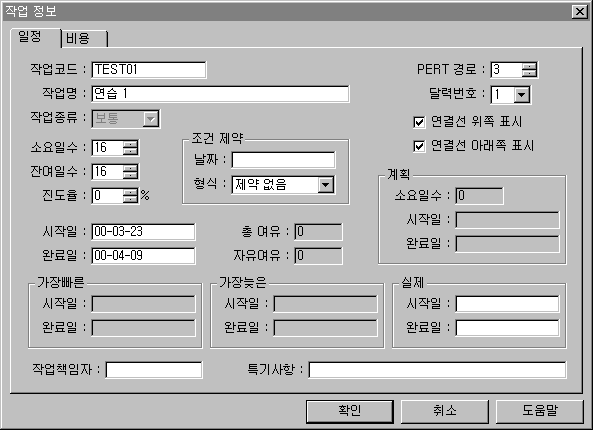 작업 정보
일정 비용
작업코드 : TEST01 PERT 경로 : 3
작업명 : 연습 1 달력번호 : 1
작업종류 : 보통 연결선 위쪽 표시
소요일수 : 16 조건 제약 연결선 아래쪽 표시
잔여일수 : 16 날짜 : 계획
진도율 : 0 % 형식 : 제약 없음 소요일수 : 0
시작일 : 00-03-23 총 여유 : 0 시작일 :
완료일 : 00-04-09 자유여유 : 0 완료일 :
가장빠른 가장늦은 실제
시작일 : 시작일 : 시작일 :
완료일 : 완료일 : 완료일 :
작업책임자 : 특기사항 :
확인 취소 도움말